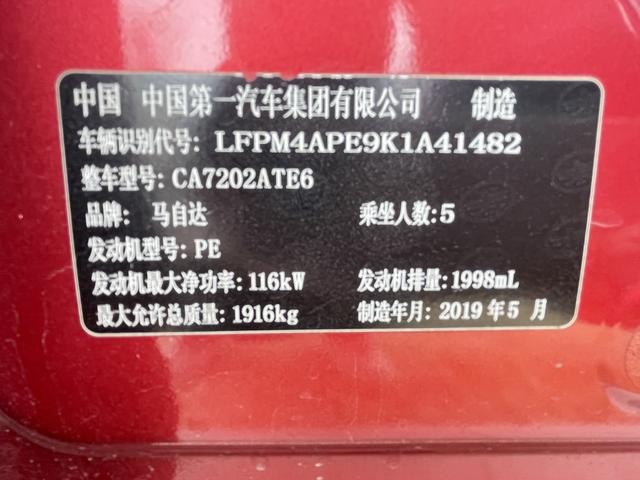 中国 中国第一汽车集团有限公司 制造
车辆识别代号: LFPM4APE9K1A41482
整车型号: CA7202ATE6
品牌: 马自达 乘坐人数: 5
发动机型号: PE
发动机最大净功率: 116kW 发动机排量: 1998mL
最大允许总质量: 1916kg 制造年月: 2019 年 5 月